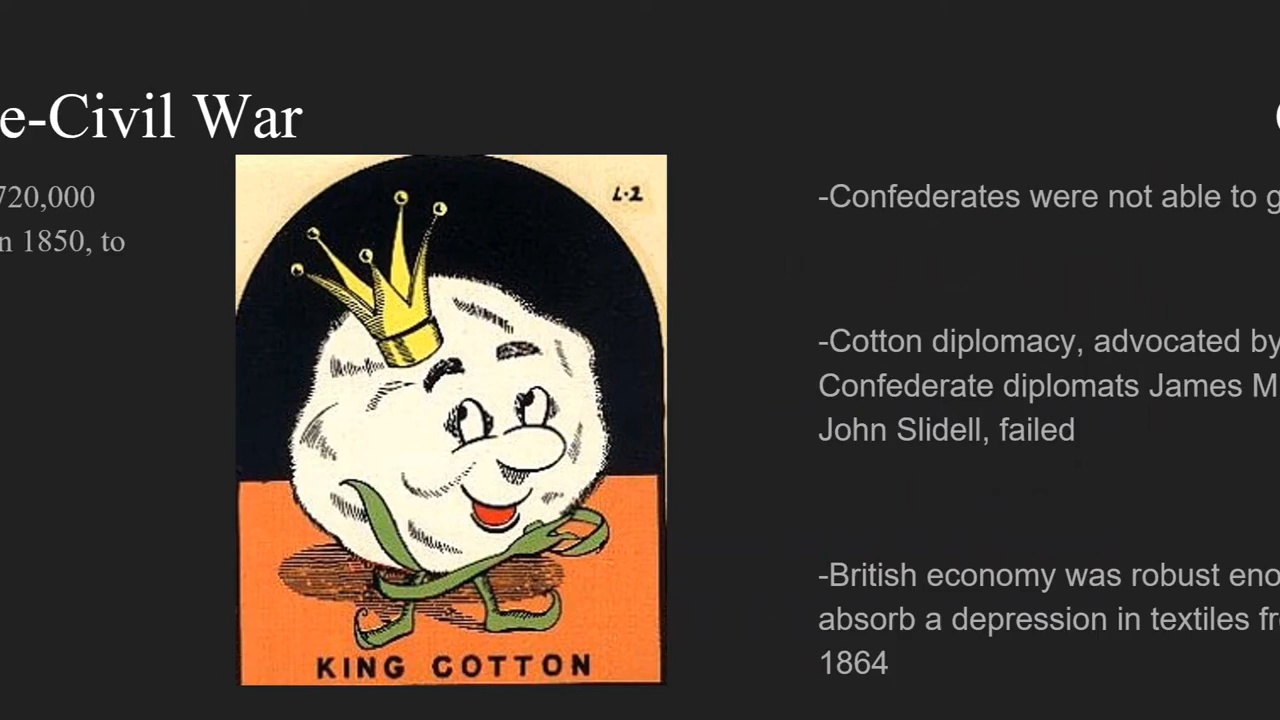 e-Civil War
720,000
n 1850, to
L-2
KING COTTON
-Confederates were not able to g
-Cotton diplomacy, advocated by
Confederate diplomats James M
John Slidell, failed
-British economy was robust eno
absorb a depression in textiles fr
1864